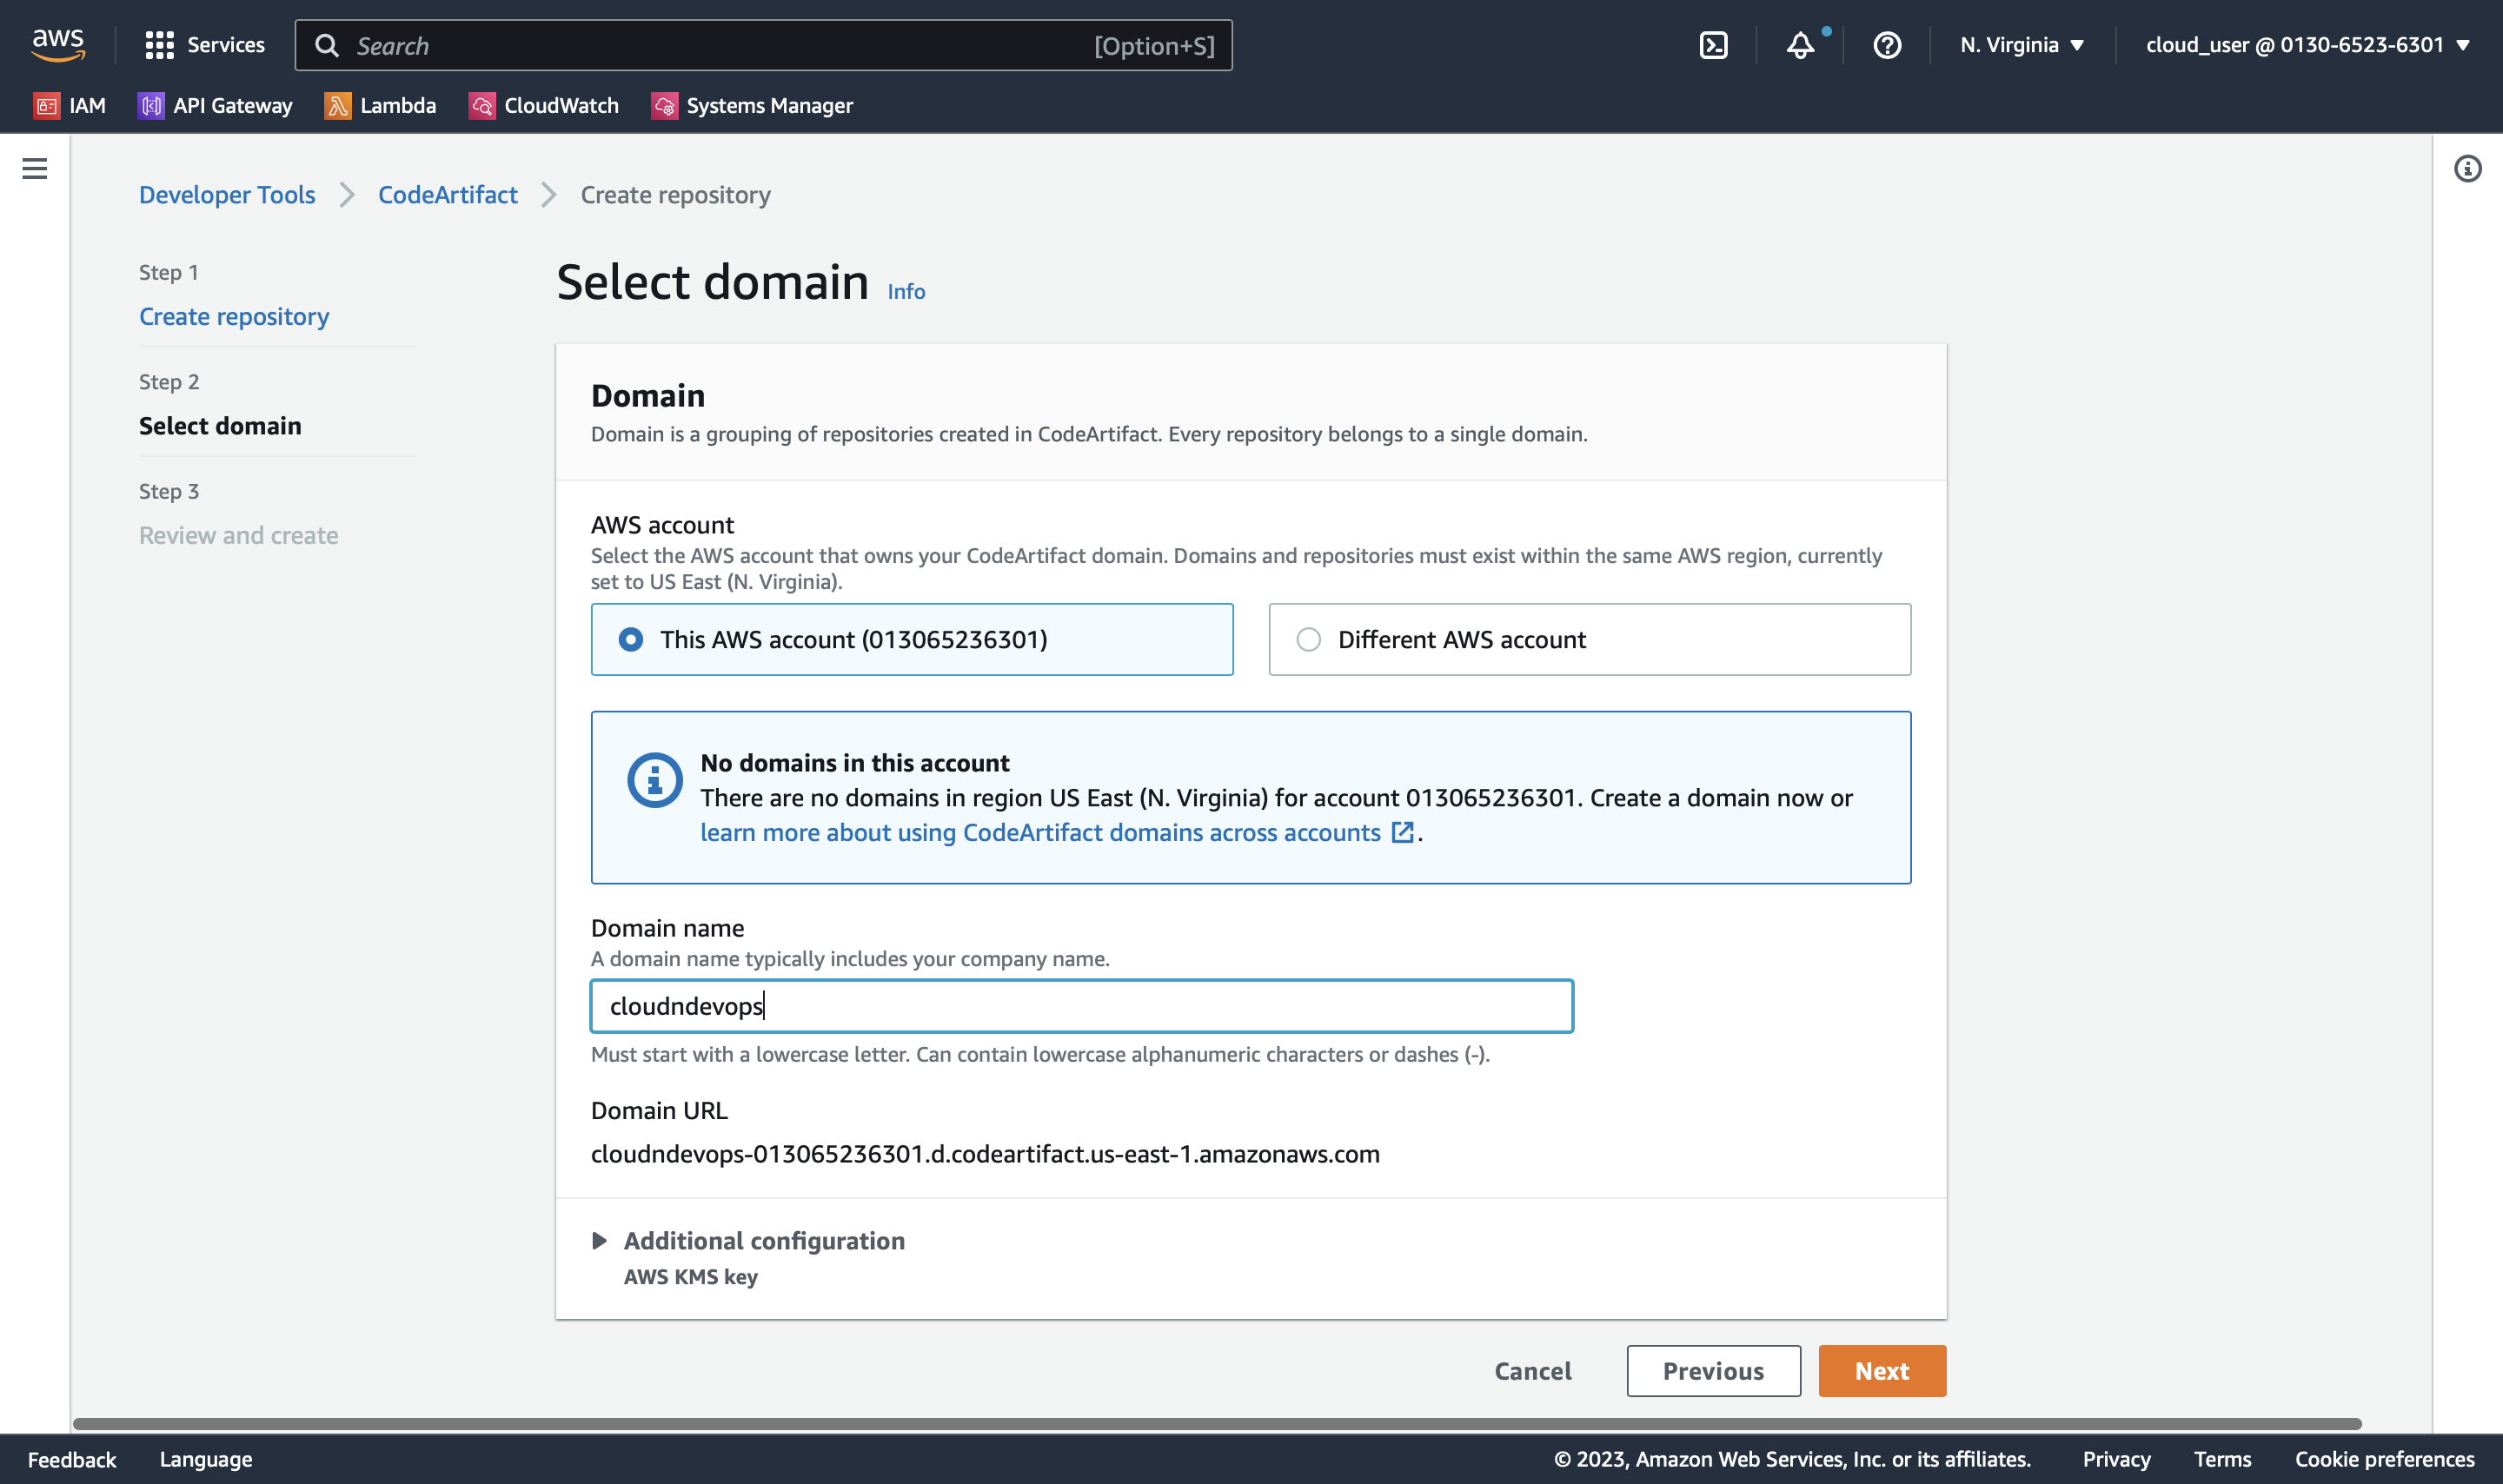 aws
Services
Search
[Option+S]
N. Virginia
cloud_user @ 0130-6523-6301
IAM
API Gateway
Lambda
CloudWatch
Systems Manager
Developer Tools
CodeArtifact
Create repository
Step 1
Create repository
Step 2
Select domain
Step 3
Review and create
Select domain
Info
Domain
Domain is a grouping of repositories created in CodeArtifact. Every repository belongs to a single domain.
AWS account
Select the AWS account that owns your CodeArtifact domain. Domains and repositories must exist within the same AWS region, currently
set to US East (N. Virginia).
This AWS account (013065236301)
Different AWS account
No domains in this account
There are no domains in region US East (N. Virginia) for account 013065236301. Create a domain now or
learn more about using CodeArtifact domains across accounts .
Domain name
A domain name typically includes your company name.
cloudndevops
Must start with a lowercase letter. Can contain lowercase alphanumeric characters or dashes (-).
Domain URL
cloudndevops-013065236301.d.codeartifact.us-east-1.amazonaws.com
Additional configuration
AWS KMS key
Cancel
Previous
Next
Feedback
Language
© 2023, Amazon Web Services, Inc. or its affiliates.
Privacy
Terms
Cookie preferences